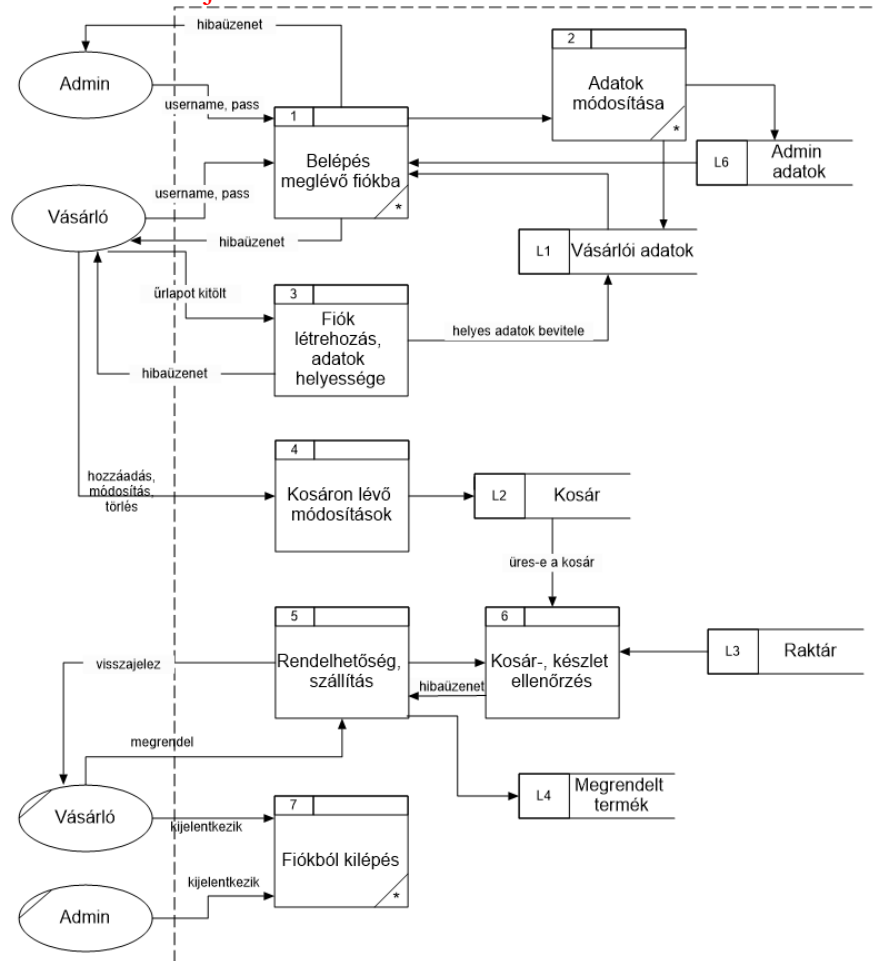 hibaüzenet
Admin
username, pass
1
Belépés
meglévő fiókba
*
2
Adatok
módosítása
*
L6
Admin
adatok
Vásárló
username, pass
hibaüzenet
L1
Vásárlói adatok
űrlapot kitölt
3
Fiók
létrehozás,
adatok
helyessége
helyes adatok bevitele
hibaüzenet
4
Kosáron lévő
módosítások
hozzáadás,
módosítás,
törlés
L2
Kosár
üres-e a kosár
5
Rendelhetőség,
szállítás
6
Kosár-, készlet
ellenőrzés
L3
Raktár
visszajelez
hibaüzenet
megrendel
L4
Megrendelt
termék
Vásárló
kijelentkezik
7
Fiókból kilépés
*
kijelentkezik
Admin